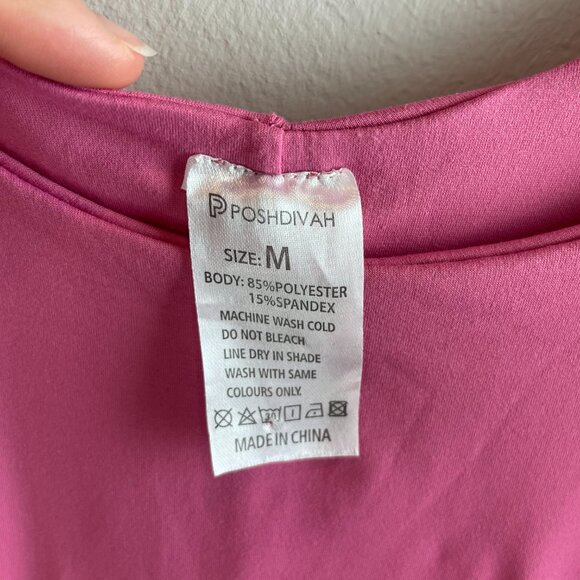 POSHDIVAH
SIZE: M
BODY: 85%POLYESTER
15%SPANDEX
MACHINE WASH COLD
DO NOT BLEACH
LINE DRY IN SHADE
WASH WITH SAME
COLOURS ONLY.
30
MADE IN CHINA